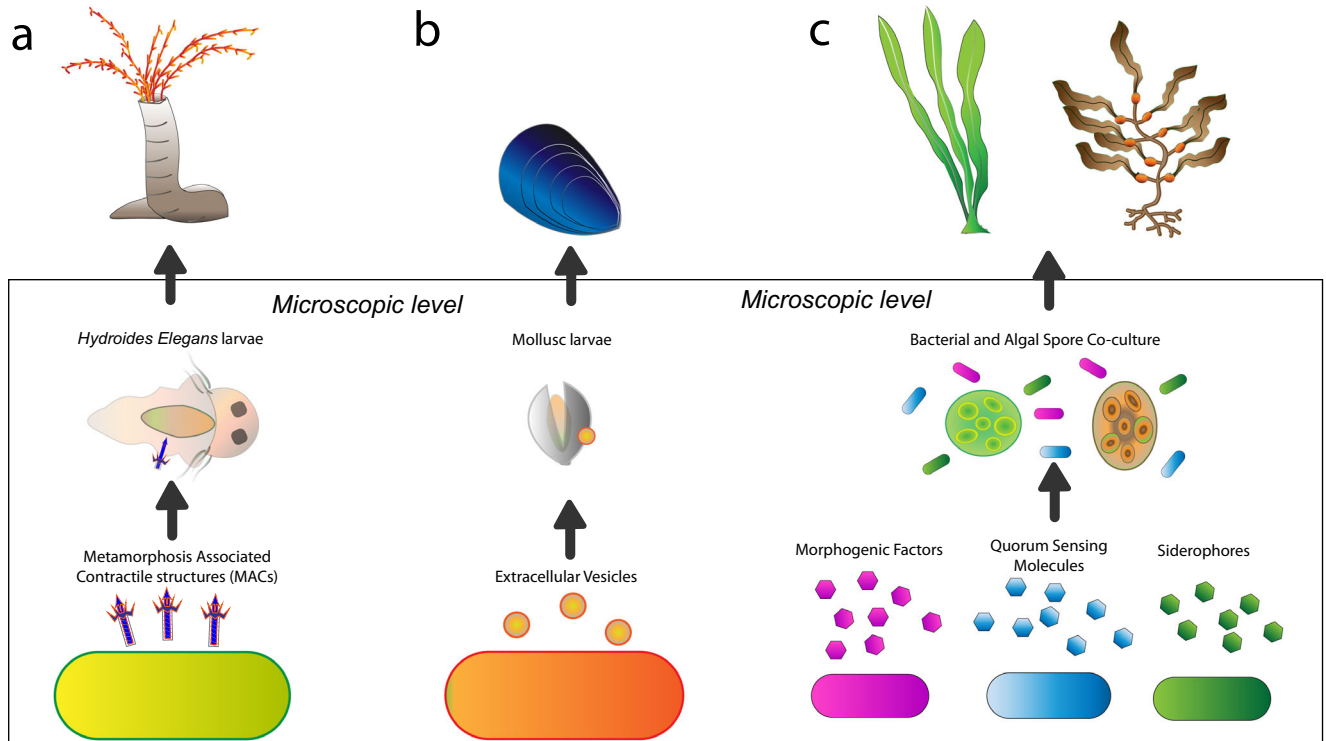 a
b
c
Microscopic level
Microscopic level
Hydroides Elegans larvae
Mollusc larvae
Bacterial and Algal Spore Co-culture
Metamorphosis Associated
Contractile structures (MACs)
Extracellular Vesicles
Morphogenic Factors
Quorum Sensing
Molecules
Siderophores